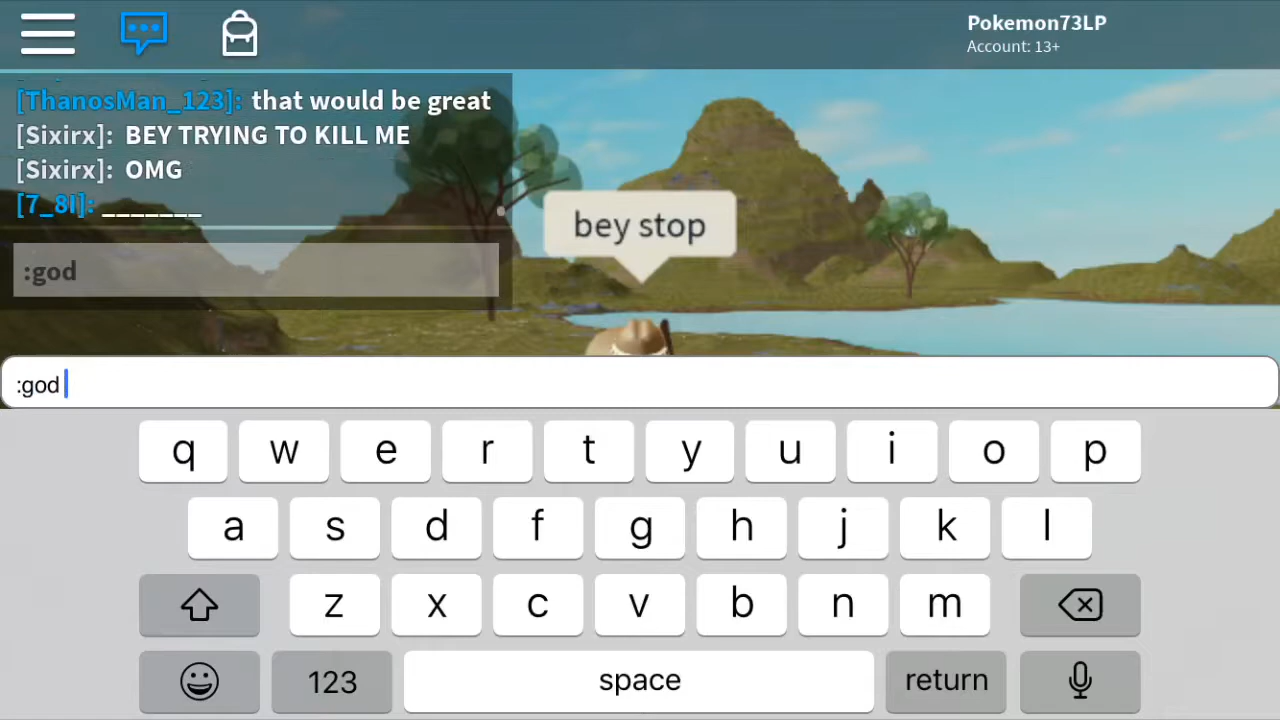 Pokemon73LP
Account: 13+
[ThanosMan_123]: that would be great
[Sixirx]: BEY TRYING TO KILL ME
[Sixirx]: OMG
[7_8I]: _______
bey stop
:god
:god
q w e r t y u i o p
a s d f g h j k l
z x c v b n m
123 space return